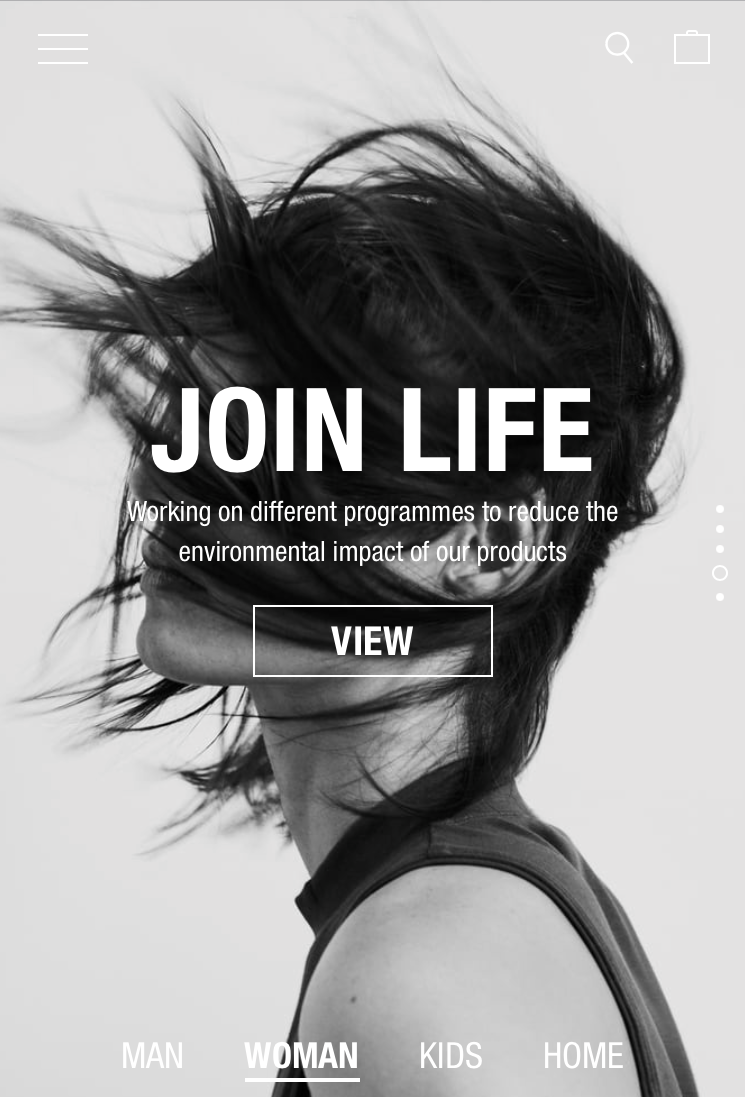 JOIN LIFE
Working on different programmes to reduce the
environmental impact of our products
VIEW
MAN WOMAN KIDS HOME